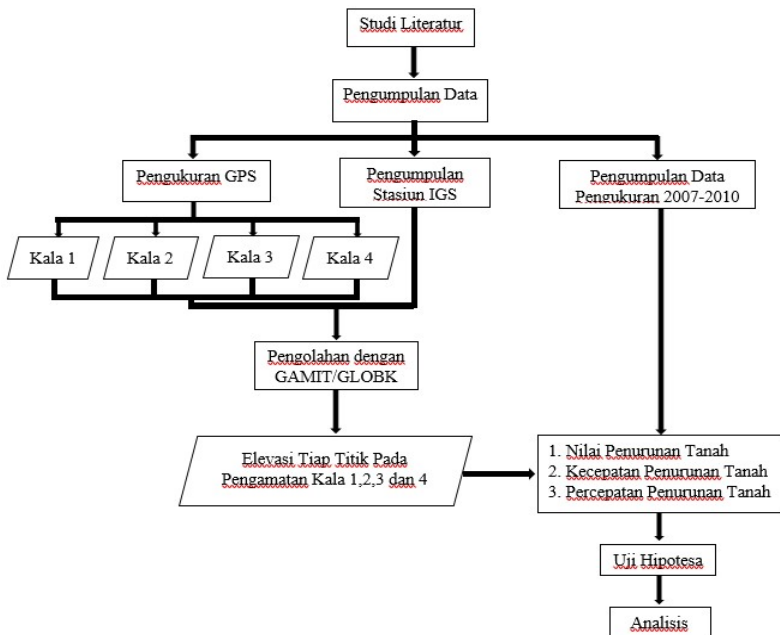 Studi Literatur
Pengumpulan Data
Pengukuran GPS
Pengumpulan
Stasiun IGS
Pengumpulan Data
Pengukuran 2007-2010
Kala 1
Kala 2
Kala 3
Kala 4
Pengolahan dengan
GAMIT/GLOBK
Elevasi Tiap Titik Pada
Pengamatan Kala 1,2,3 dan 4
1. Nilai Penurunan Tanah
2. Kecepatan Penurunan Tanah
3. Percepatan Penurunan Tanah
Uji Hipotesa
Analisis